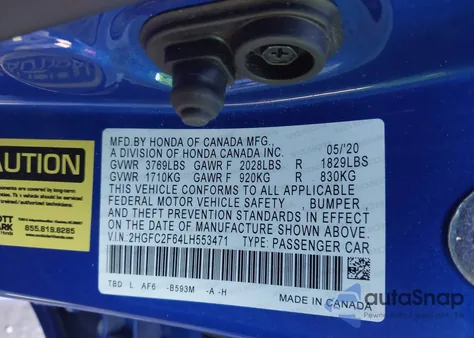 MFD.BY HONDA OF CANADA MFG.,
A DIVISION OF HONDA CANADA INC. 05/'20
GVWR 3769LBS GAWR F 2028LBS R 1829LBS
GVWR 1710KG GAWR F 920KG R 830KG
THIS VEHICLE CONFORMS TO ALL APPLICABLE
FEDERAL MOTOR VEHICLE SAFETY , BUMPER ,
AND THEFT PREVENTION STANDARDS IN EFFECT
ON THE DATE OF MANUFACTURE SHOWN ABOVE.
V.I.N. 2HGFC2F64LH553471 TYPE: PASSENGER CAR
TBD L AF6 -B593M -A -H
MADE IN CANADA
AUTION
OTT
ARK
855.819.8285
autoSnap